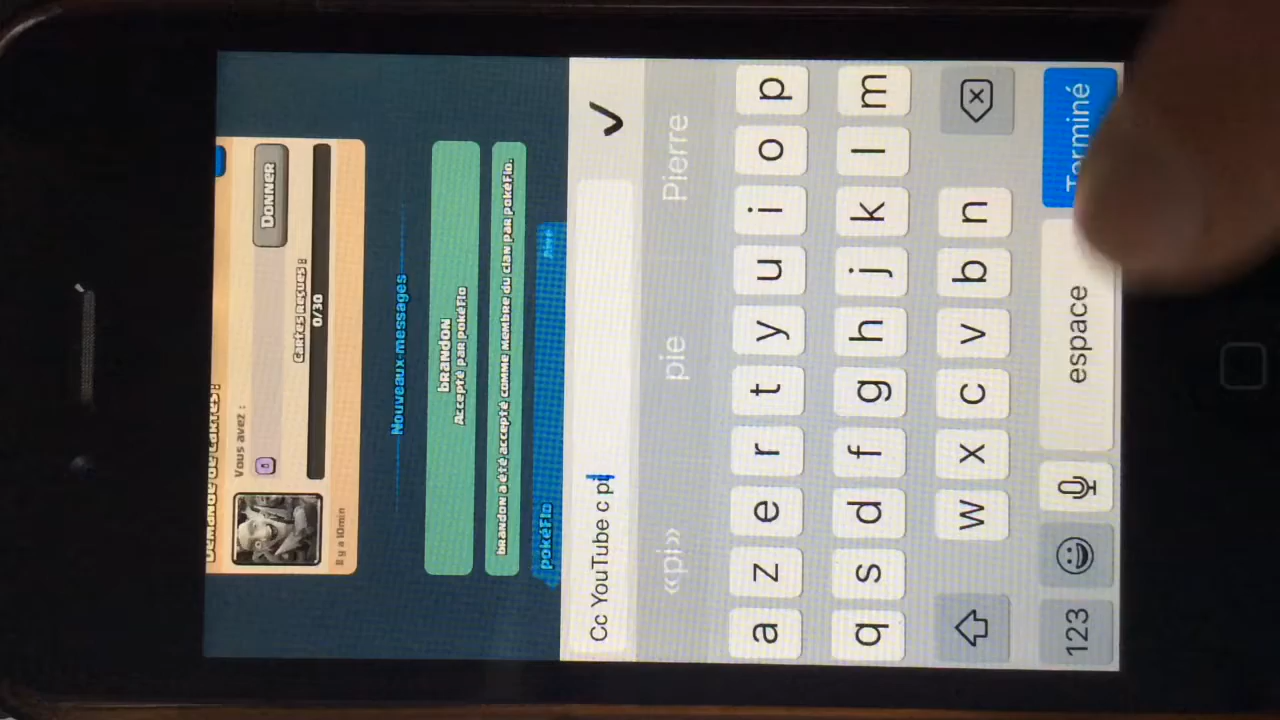 Demande de cartes :
Vous avez :
DONNER
Cartes reçues :
0/30
Il y a 10min
Nouveaux messages
BRANDON
Accepté par pokéFlo
BRANDON a été accepté comme membre du clan par pokéFlo.
pokéFlo
Cc YouTube c pi
«pi» pie Pierre
a z e r t y u i o p
q s d f g h j k l m
w x c v b n
123 espace Terminé